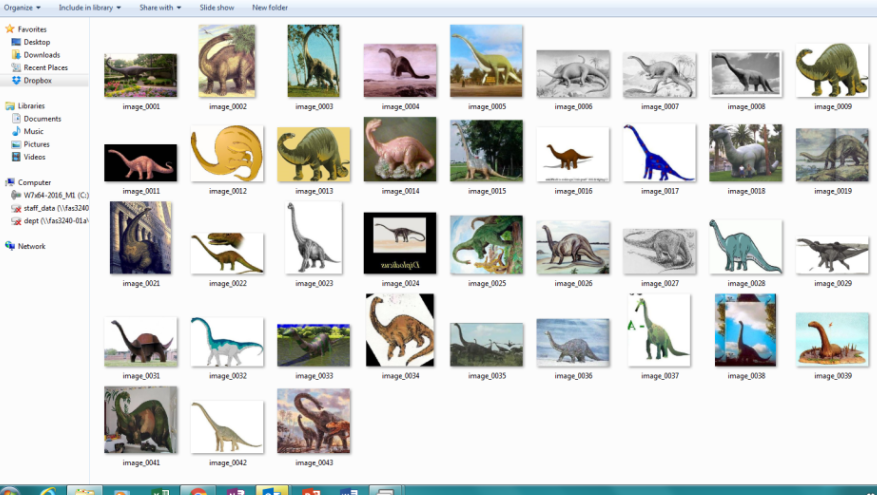 Organize Include in library Share with Slide show New folder
Favorites
Desktop
Downloads
Recent Places
Dropbox
Libraries
Documents
Music
Pictures
Videos
Computer
W7x64-2016_M1 (C:)
staff_data (\\fas3240
dept (\\fas3240-01a\
Network
image_0001 image_0002 image_0003 image_0004 image_0005 image_0006 image_0007 image_0008 image_0009
image_0011 image_0012 image_0013 image_0014 image_0015 image_0016 image_0017 image_0018 image_0019
Diplodicus
image_0021 image_0022 image_0023 image_0024 image_0025 image_0026 image_0027 image_0028 image_0029
A-
image_0031 image_0032 image_0033 image_0034 image_0035 image_0036 image_0037 image_0038 image_0039
image_0041 image_0042 image_0043